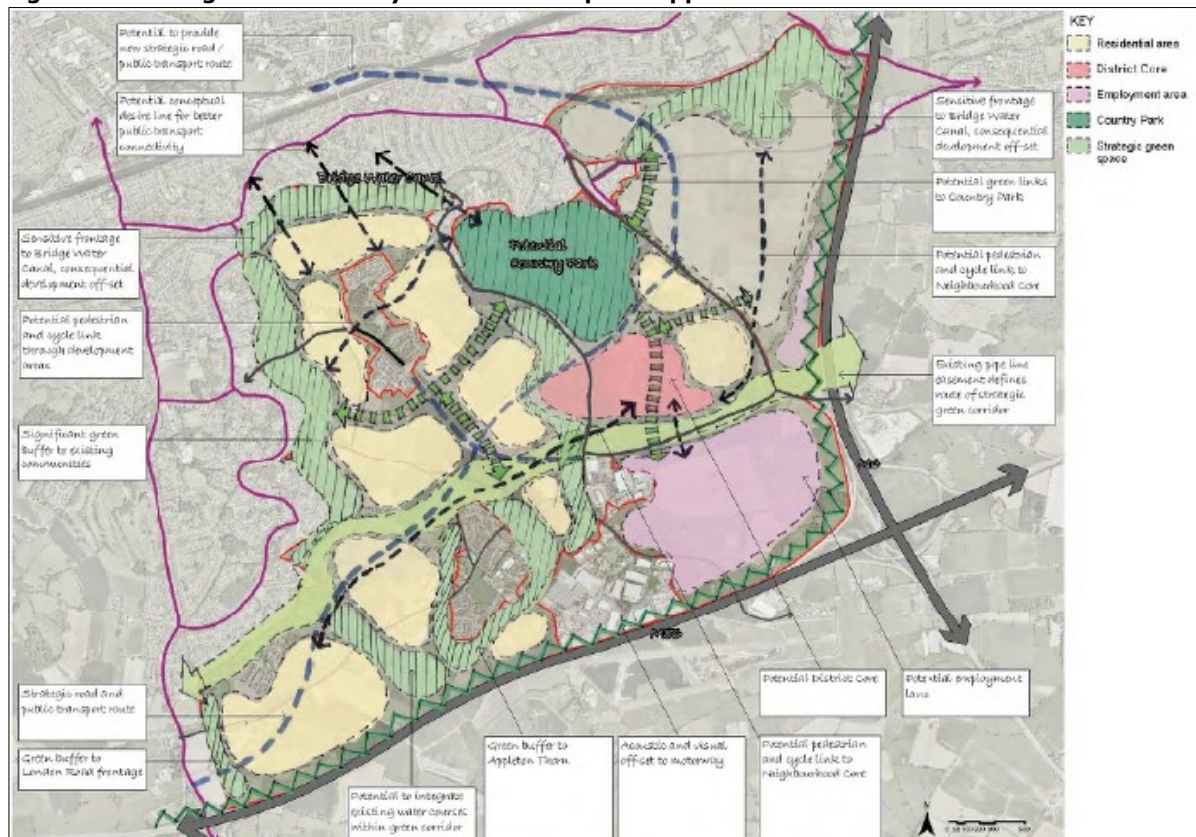 Potential to provide
new strategic road /
public transport route
Potential conceptual
desire line for better
public transport
connectivity
Bridge Water Canal
Sensitive frontage
to Bridge Water
Canal, consequential
development off-set
Potential pedestrian
and cycle link
through development
areas
Significant green
buffer to existing
communities
Strategic road and
public transport route
Green buffer to
London Road frontage
Potential
Country Park
KEY
Residential area
District Core
Employment area
Country Park
Strategic green
space
Sensitive frontage
to Bridge Water
Canal, consequential
development off-set
Potential green links
to Country Park
Potential pedestrian
and cycle link to
Neighbourhood Core
Existing pipe line
easement defines
route of strategic
green corridor
Potential District Core
Potential employment
Green buffer to
Appleton Thorn
Acoustic and visual
off-set to motorway
Potential pedestrian
and cycle link to
Neighbourhood Core
Potential to integrate
existing water courses
within green corridor
N